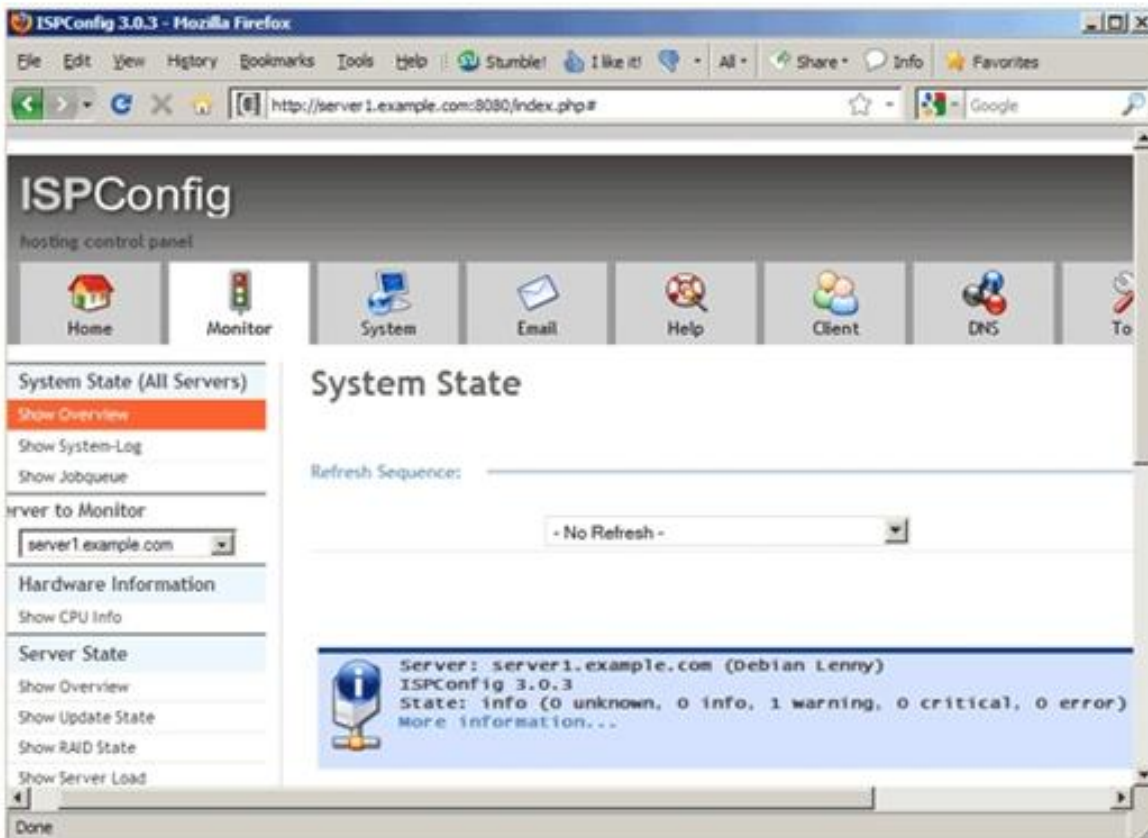 ISPConfig 3.0.3 - Mozilla Firefox
File Edit View History Bookmarks Tools Help Stumble! I like it! All Share Info Favorites
http://server1.example.com:8080/index.php# Google
ISPConfig
hosting control panel
Home Monitor System Email Help Client DNS To
System State (All Servers)
Show Overview
Show System-Log
Show Jobqueue
rver to Monitor
server1.example.com
Hardware Information
Show CPU Info
Server State
Show Overview
Show Update State
Show RAID State
Show Server Load
System State
Refresh Sequence:
- No Refresh -
Server: server1.example.com (Debian Lenny)
ISPConfig 3.0.3
State: info (0 unknown, 0 info, 1 warning, 0 critical, 0 error)
More information...
Done